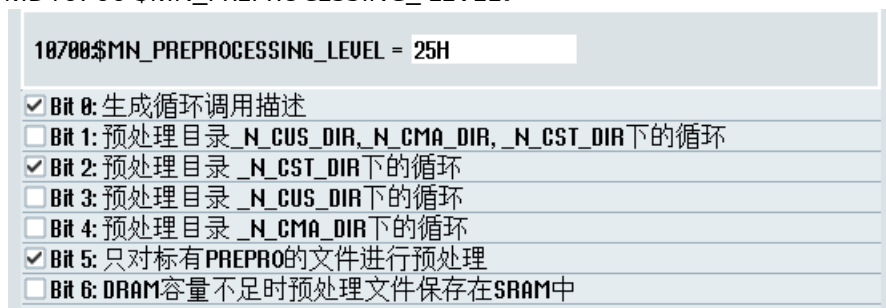 10700:$MN_PREPROCESSING_LEVEL = 25H
Bit 0: 生成循环调用描述
Bit 1: 预处理目录_N_CUS_DIR,_N_CMA_DIR, _N_CST_DIR下的循环
Bit 2: 预处理目录 _N_CST_DIR下的循环
Bit 3: 预处理目录 _N_CUS_DIR下的循环
Bit 4: 预处理目录 _N_CMA_DIR下的循环
Bit 5: 只对标有PREPRO的文件进行预处理
Bit 6: DRAM容量不足时预处理文件保存在SRAM中